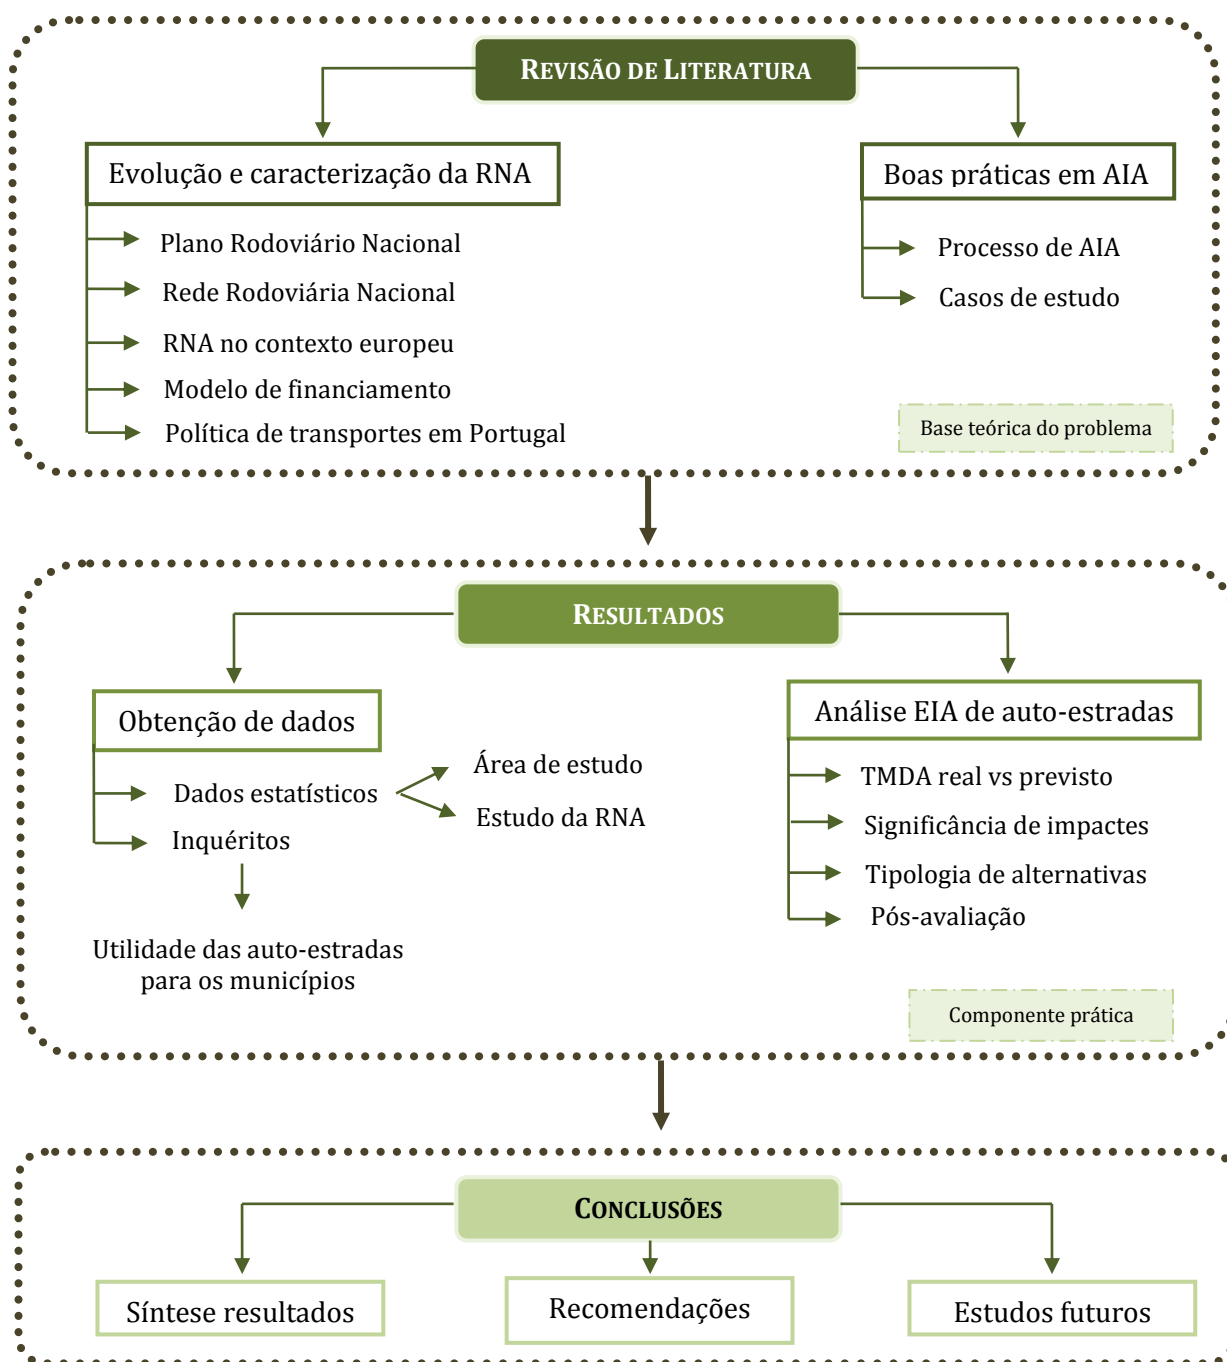 REVISÃO DE LITERATURA
Evolução e caracterização da RNA
Plano Rodoviário Nacional
Rede Rodoviária Nacional
RNA no contexto europeu
Modelo de financiamento
Política de transportes em Portugal
Boas práticas em AIA
Processo de AIA
Casos de estudo
Base teórica do problema
RESULTADOS
Obtenção de dados
Dados estatísticos
Área de estudo
Estudo da RNA
Inquéritos
Utilidade das auto-estradas
para os municípios
Análise EIA de auto-estradas
TMDA real vs previsto
Significância de impactes
Tipologia de alternativas
Pós-avaliação
Componente prática
CONCLUSÕES
Síntese resultados
Recomendações
Estudos futuros